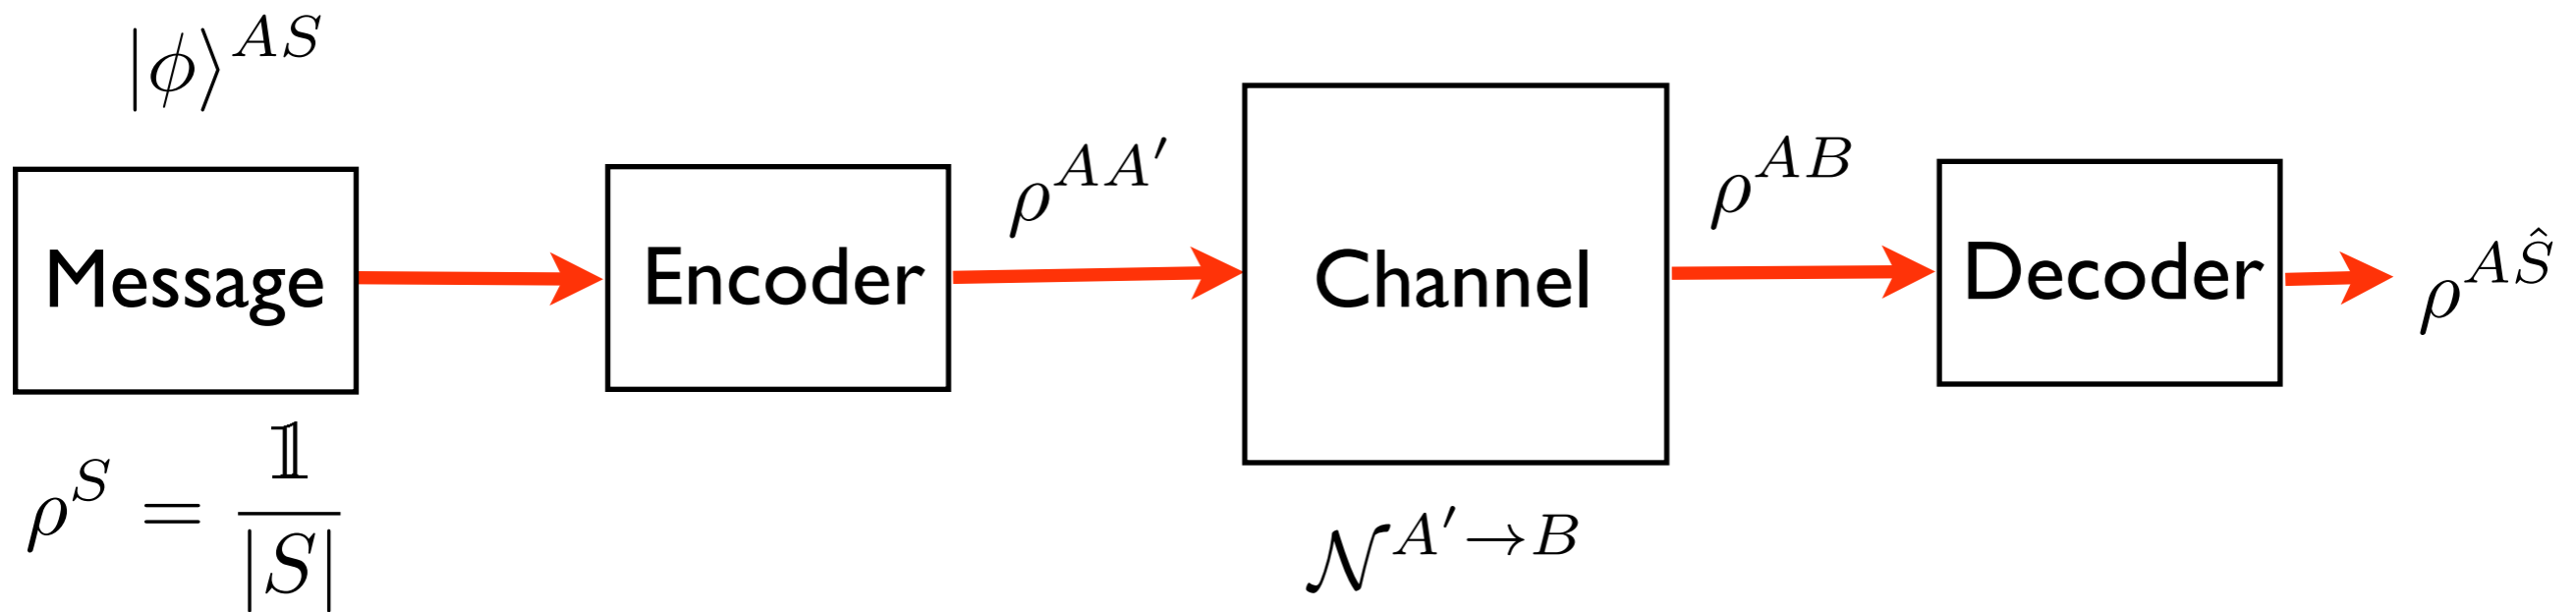 |ϕ⟩^{AS}
Message
Encoder
ρ^{AA′}
Channel
ρ^{AB}
Decoder
ρ^{AŜ}
ρ^S = 𝟙/|S|
𝒩^{A′→B}